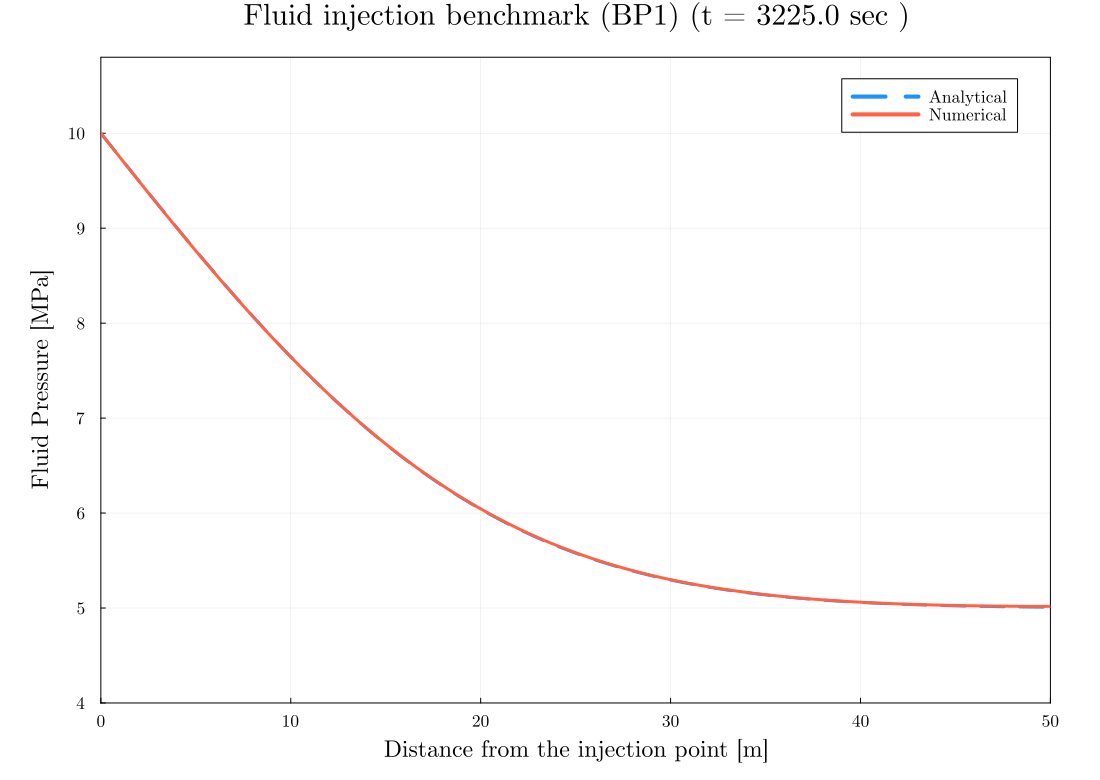 Fluid injection benchmark (BP1) (t = 3225.0 sec )
Analytical
Numerical
10
9
8
7
6
5
4
Fluid Pressure [MPa]
0 10 20 30 40 50
Distance from the injection point [m]